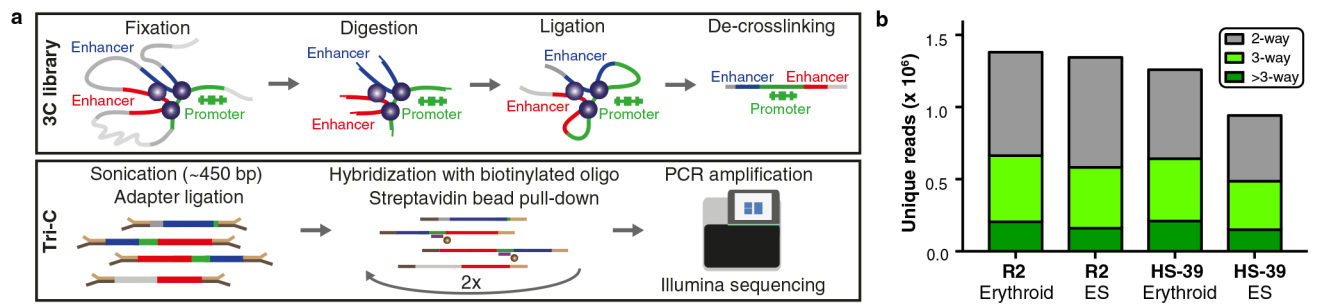 a
3C library
Fixation
Enhancer
Enhancer
Promoter
Digestion
Enhancer
Enhancer
Promoter
Ligation
Enhancer
Enhancer
Promoter
De-crosslinking
Enhancer Enhancer
Promoter
Tri-C
Sonication (~450 bp)
Adapter ligation
Hybridization with biotinylated oligo
Streptavidin bead pull-down
2x
PCR amplification
Illumina sequencing
b
Unique reads (x 10⁶)
1.5
1.0
0.5
0.0
2-way
3-way
>3-way
R2 R2 HS-39 HS-39
Erythroid ES Erythroid ES